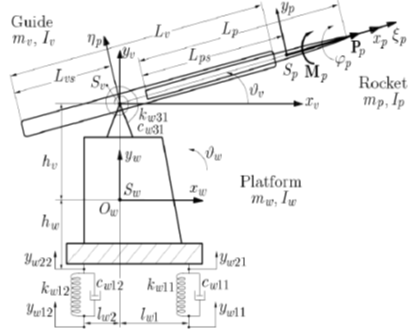 Guide
m_v, I_v
L_v
L_p
L_vs
L_ps
η_p
y_v
y_p
S_v
S_p
M_p
P_p
x_p
ξ_p
φ_p
ϑ_v
x_v
Rocket
m_p, I_p
k_w31
c_w31
h_v
y_w
ϑ_w
S_w
x_w
O_w
Platform
m_w, I_w
h_w
y_w22
y_w21
k_w12
c_w12
k_w11
c_w11
y_w12
l_w2
l_w1
y_w11